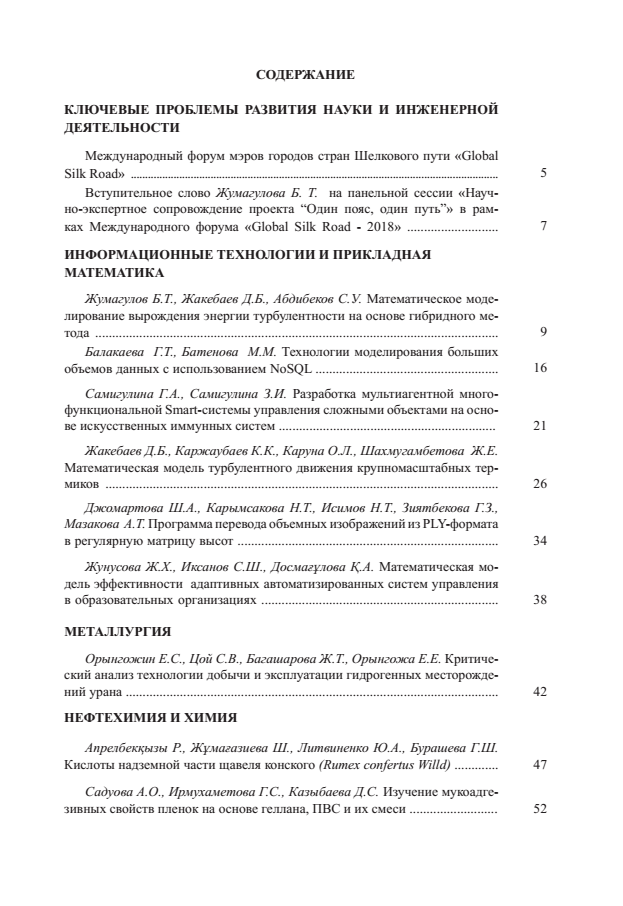 СОДЕРЖАНИЕ
КЛЮЧЕВЫЕ ПРОБЛЕМЫ РАЗВИТИЯ НАУКИ И ИНЖЕНЕРНОЙ
ДЕЯТЕЛЬНОСТИ
Международный форум мэров городов стран Шелкового пути «Global
Silk Road» .......... 5
Вступительное слово Жумагулова Б. Т. на панельной сессии «Науч-
но-экспертное сопровождение проекта “Один пояс, один путь”» в рам-
ках Международного форума «Global Silk Road - 2018» .......... 7
ИНФОРМАЦИОННЫЕ ТЕХНОЛОГИИ И ПРИКЛАДНАЯ
МАТЕМАТИКА
Жумагулов Б.Т., Жакебаев Д.Б., Абдибеков С.У. Математическое моде-
лирование вырождения энергии турбулентности на основе гибридного ме-
тода .......... 9
Балакаева Г.Т., Батенова М.М. Технологии моделирования больших
объемов данных с использованием NoSQL .......... 16
Самигулина Г.А., Самигулина З.И. Разработка мультиагентной много-
функциональной Smart-системы управления сложными объектами на осно-
ве искусственных иммунных систем .......... 21
Жакебаев Д.Б., Каржаубаев К.К., Каруна О.Л., Шахмугамбетова Ж.Е.
Математическая модель турбулентного движения крупномасштабных тер-
миков .......... 26
Джомартова Ш.А., Карымсакова Н.Т., Исимов Н.Т., Зиятбекова Г.З.,
Мазакова А.Т. Программа перевода объемных изображений из PLY-формата
в регулярную матрицу высот .......... 34
Жунусова Ж.Х., Иксанов С.Ш., Досмағұлова Қ.А. Математическая мо-
дель эффективности адаптивных автоматизированных систем управления
в образовательных организациях .......... 38
МЕТАЛЛУРГИЯ
Орынгожин Е.С., Цой С.В., Багашарова Ж.Т., Орынгожа Е.Е. Критиче-
ский анализ технологии добычи и эксплуатации гидрогенных месторожде-
ний урана .......... 42
НЕФТЕХИМИЯ И ХИМИЯ
Апрелбекқызы Р., Жұмағазиева Ш., Литвиненко Ю.А., Бурашева Г.Ш.
Кислоты надземной части щавеля конского (Rumex confertus Willd) .......... 47
Садуова А.О., Ирмухаметова Г.С., Казыбаева Д.С. Изучение мукоадге-
зивных свойств пленок на основе геллана, ПВС и их смеси .......... 52